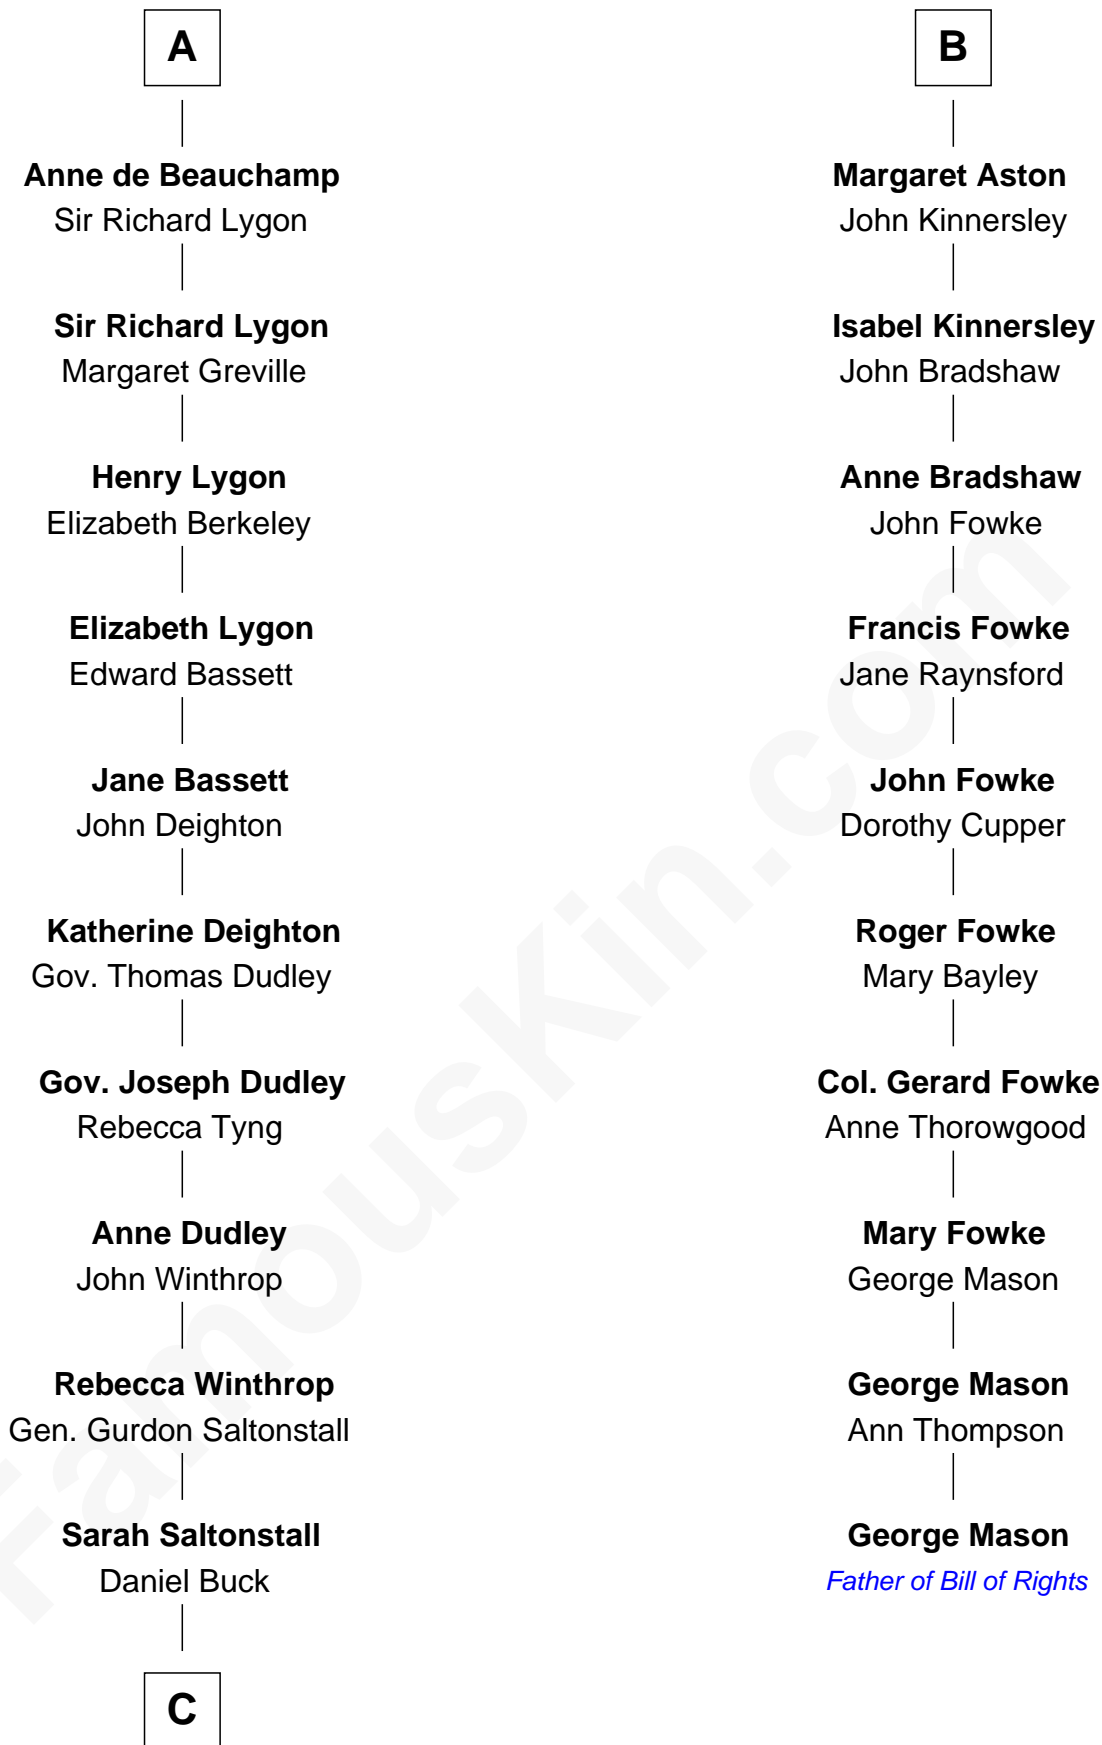 A
Anne de Beauchamp
Sir Richard Lygon
Sir Richard Lygon
Margaret Greville
Henry Lygon
Elizabeth Berkeley
Elizabeth Lygon
Edward Bassett
Jane Bassett
John Deighton
Katherine Deighton
Gov. Thomas Dudley
Gov. Joseph Dudley
Rebecca Tyng
Anne Dudley
John Winthrop
Rebecca Winthrop
Gen. Gurdon Saltonstall
Sarah Saltonstall
Daniel Buck
C
B
Margaret Aston
John Kinnersley
Isabel Kinnersley
John Bradshaw
Anne Bradshaw
John Fowke
Francis Fowke
Jane Raynsford
John Fowke
Dorothy Cupper
Roger Fowke
Mary Bayley
Col. Gerard Fowke
Anne Thorowgood
Mary Fowke
George Mason
George Mason
Ann Thompson
George Mason
Father of Bill of Rights
FamousKin.com